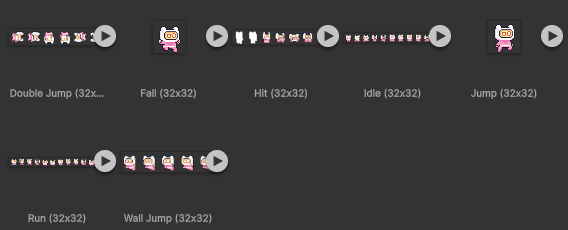 Double Jump (32x...
Fall (32x32)
Hit (32x32)
Idle (32x32)
Jump (32x32)
Run (32x32)
Wall Jump (32x32)